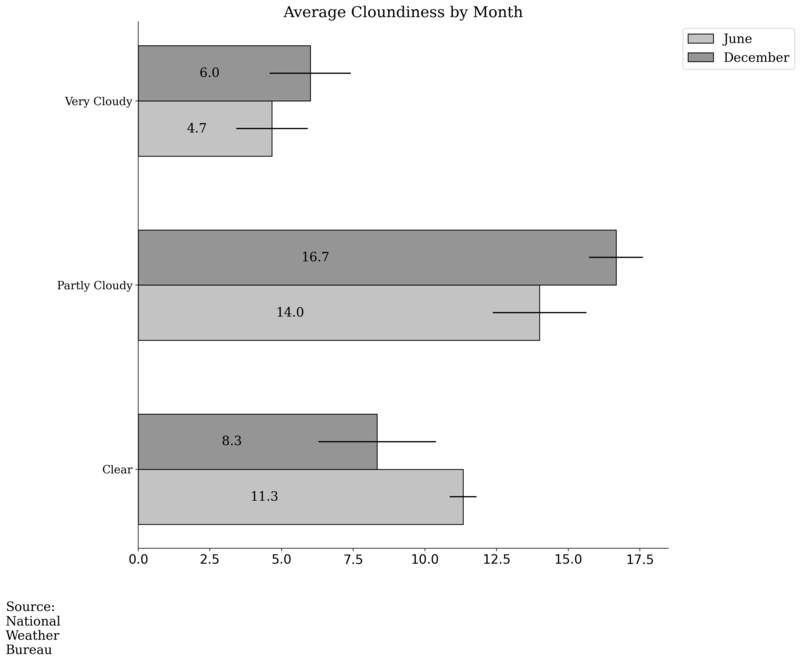 Average Cloundiness by Month
June
December
Very Cloudy
6.0
4.7
Partly Cloudy
16.7
14.0
Clear
8.3
11.3
0.0 2.5 5.0 7.5 10.0 12.5 15.0 17.5
Source:
National
Weather
Bureau